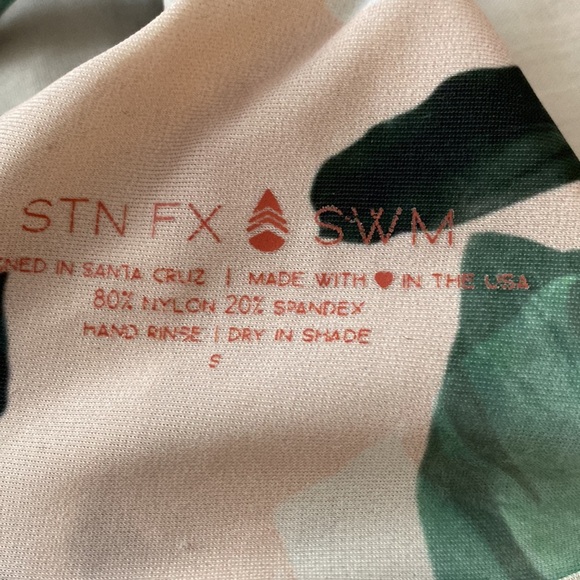 STN FX SWM
GNED IN SANTA CRUZ | MADE WITH ♥ IN THE USA
80% NYLON 20% SPANDEX
HAND RINSE | DRY IN SHADE
S